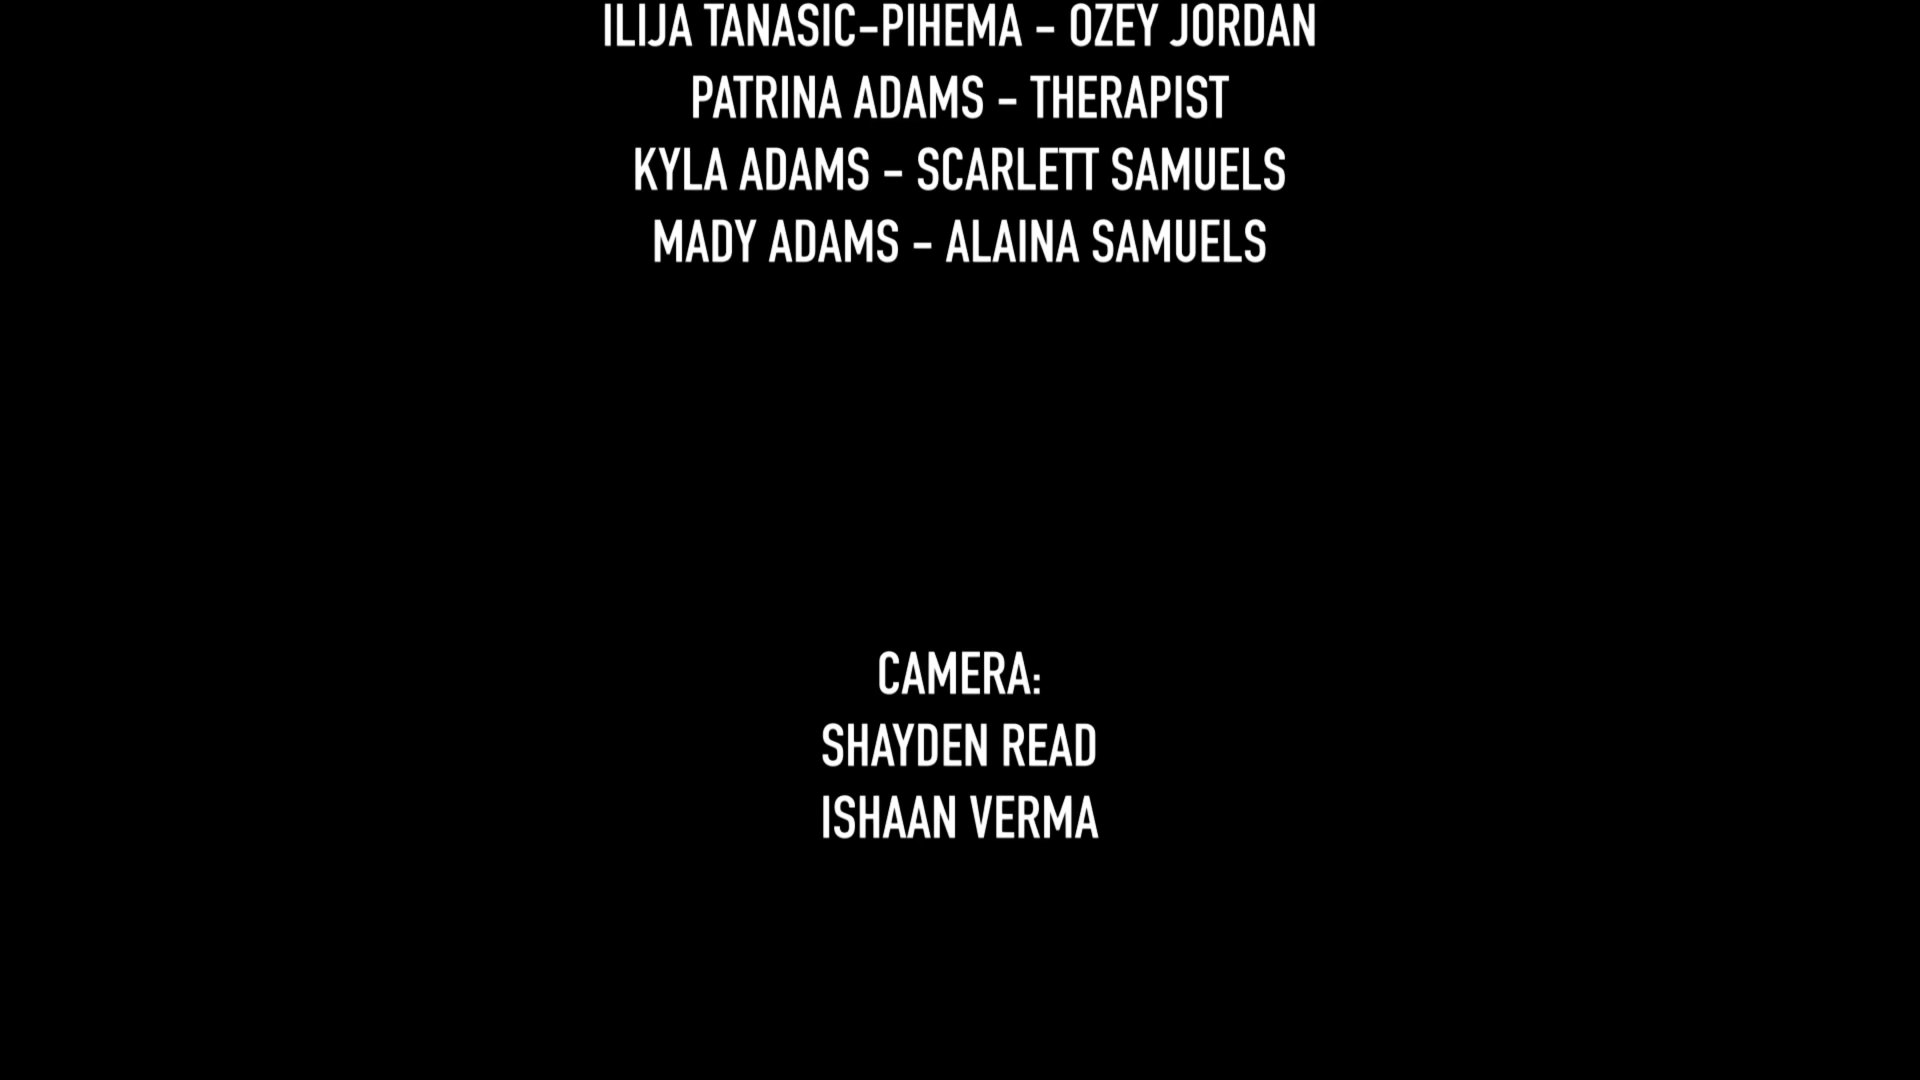 ILIJA TANASIC-PIHEMA - OZEY JORDAN
PATRINA ADAMS - THERAPIST
KYLA ADAMS - SCARLETT SAMUELS
MADY ADAMS - ALAINA SAMUELS
CAMERA:
SHAYDEN READ
ISHAAN VERMA